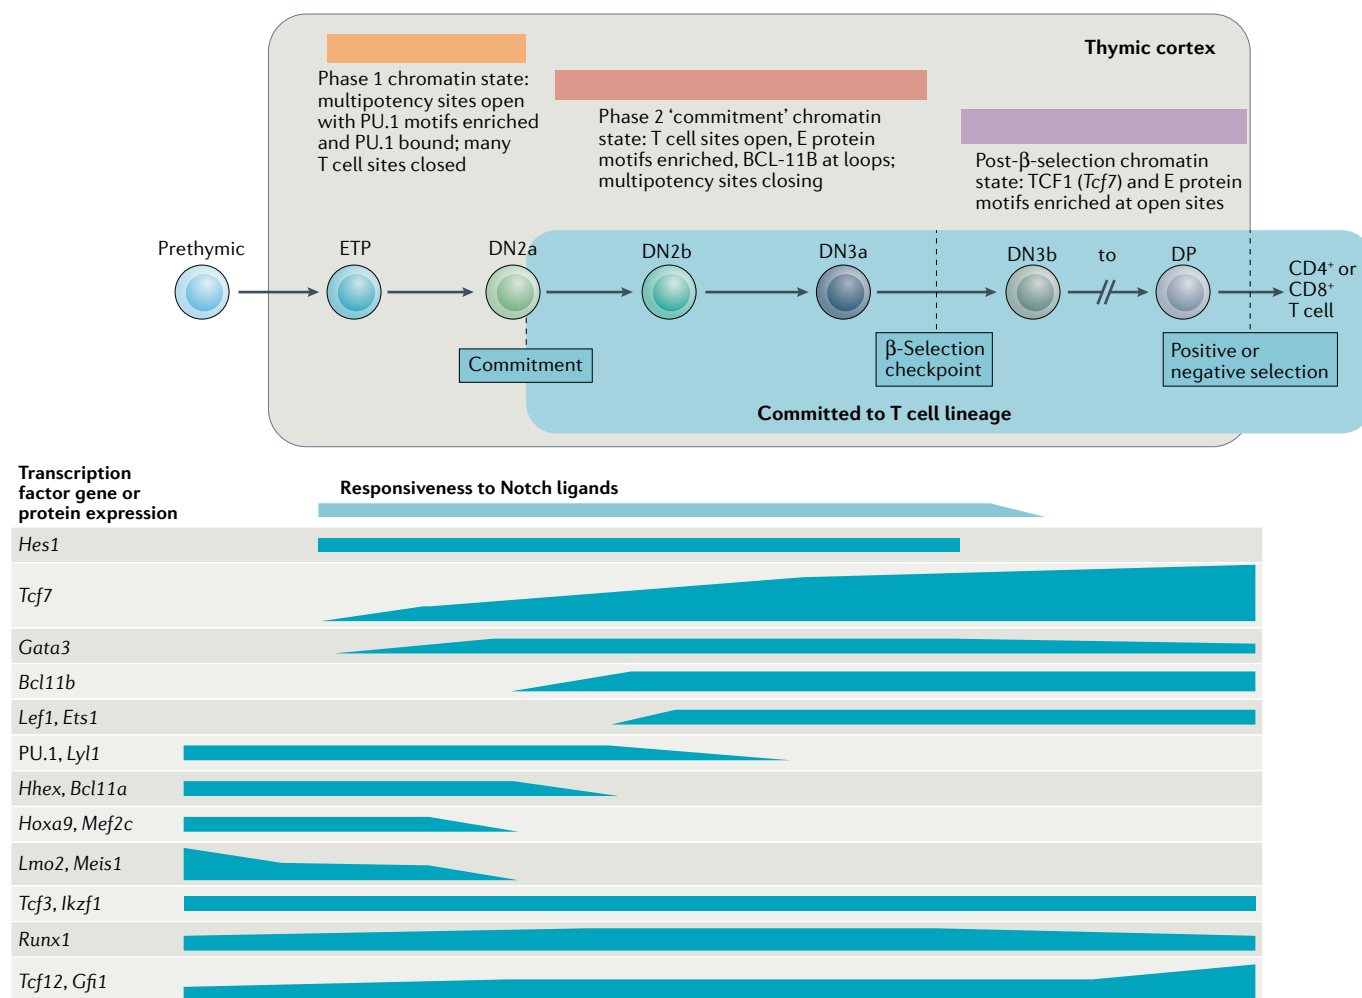 Thymic cortex
Phase 1 chromatin state:
multipotency sites open
with PU.1 motifs enriched
and PU.1 bound; many
T cell sites closed
Phase 2 ‘commitment’ chromatin
state: T cell sites open, E protein
motifs enriched, BCL-11B at loops;
multipotency sites closing
Post-β-selection chromatin
state: TCF1 (Tcf7) and E protein
motifs enriched at open sites
Prethymic
ETP
DN2a
DN2b
DN3a
DN3b
to
DP
CD4⁺ or
CD8⁺
T cell
Commitment
β-Selection
checkpoint
Positive or
negative selection
Committed to T cell lineage
Transcription
factor gene or
protein expression
Responsiveness to Notch ligands
Hes1
Tcf7
Gata3
Bcl11b
Lef1, Ets1
PU.1, Lyl1
Hhex, Bcl11a
Hoxa9, Mef2c
Lmo2, Meis1
Tcf3, Ikzf1
Runx1
Tcf12, Gfi1